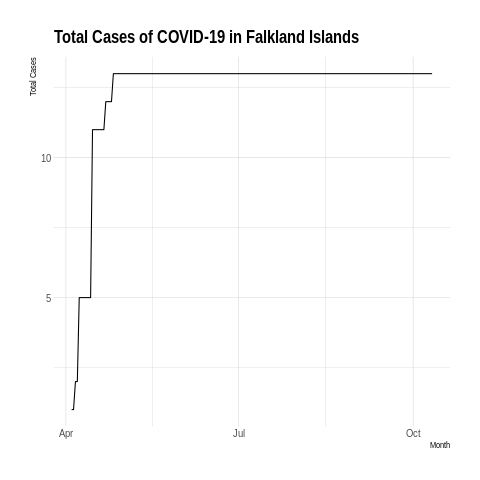 Total Cases of COVID-19 in Falkland Islands
Total Cases
10
5
Apr Jul Oct
Month